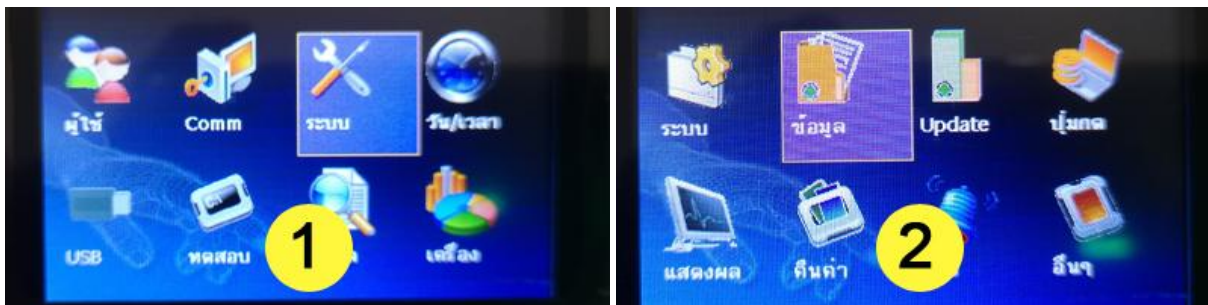 ผู้ใช้ Comm ระบบ วัน/เวลา
USB ทดสอบ เครื่อง
1
ระบบ ข้อมูล Update ปุ่มกด
แสดงผล คืนค่า อื่นๆ
2